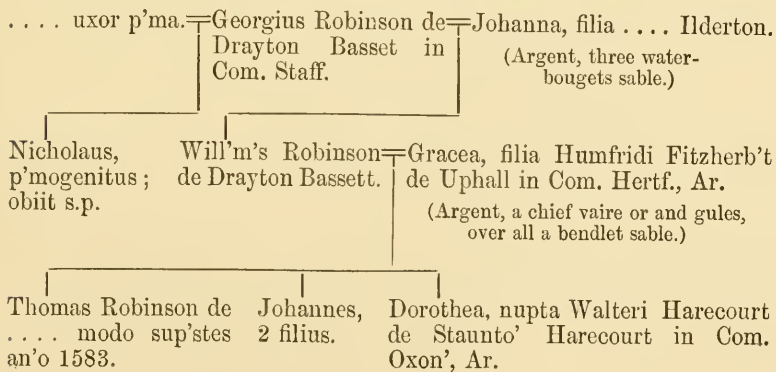 . . . . uxor p'ma. Georgius Robinson de Johanna, filia . . . . Ilderton.
Drayton Basset in
Com. Staff.
(Argent, three water-
bougets sable.)
Nicholaus,
p'mogenitus ;
obiit s.p.
Will'm's Robinson
de Drayton Bassett.
Gracea, filia Humfridi Fitzherb't
de Uphall in Com. Hertf., Ar.
(Argent, a chief vaire or and gules,
over all a bendlet sable.)
Thomas Robinson de
. . . . modo sup'stes
an'o 1583.
Johannes,
2 filius.
Dorothea, nupta Walteri Harecourt
de Staunto' Harecourt in Com.
Oxon', Ar.